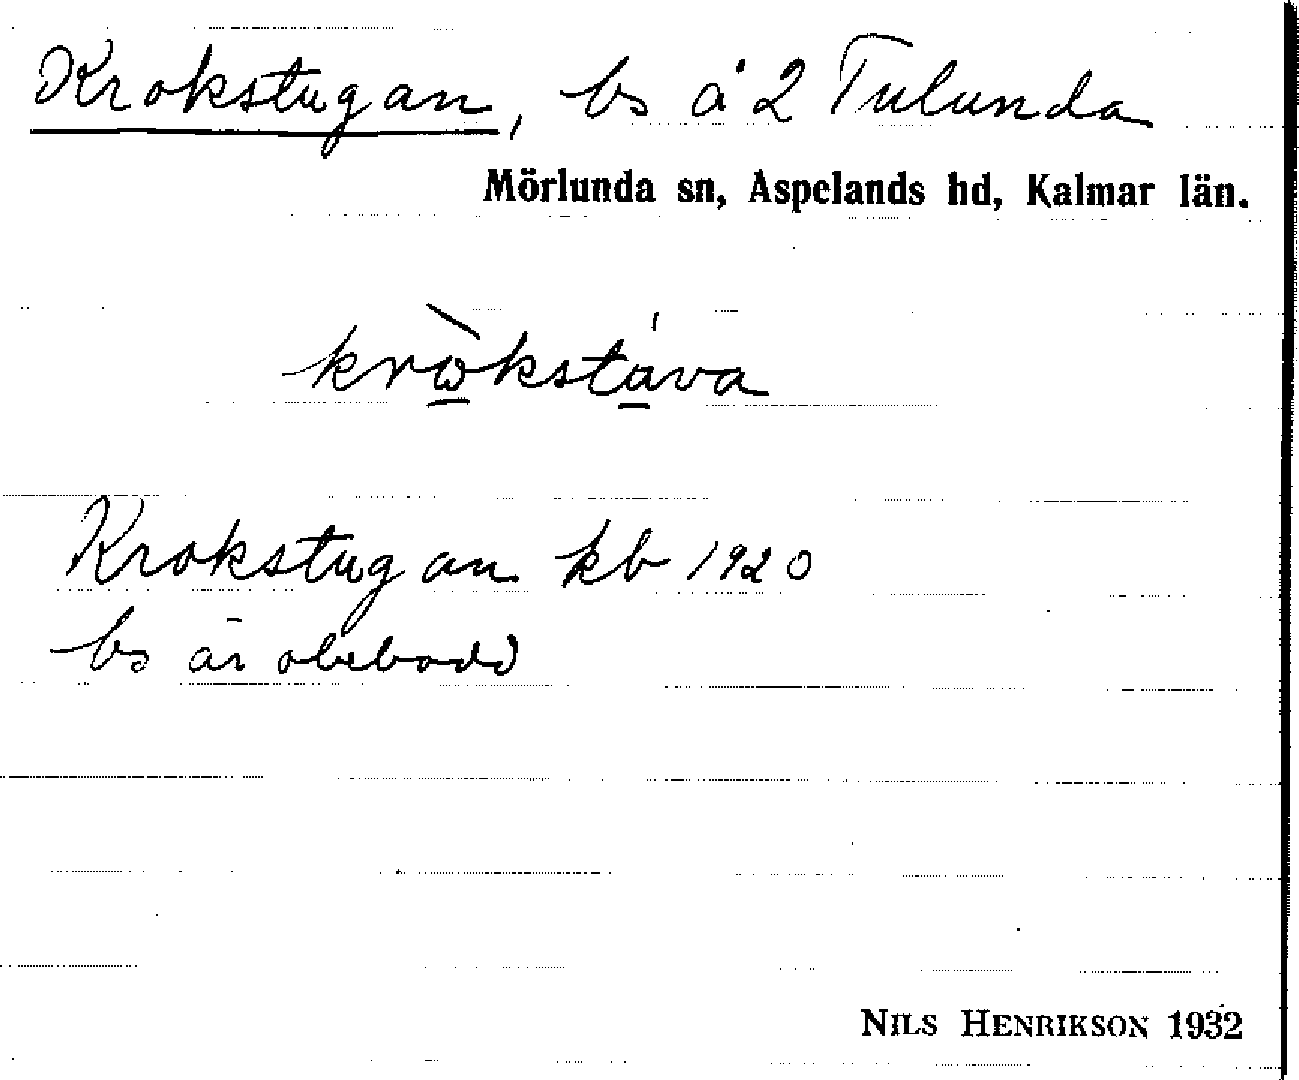 Krokstugan, bs å 2 Tulunda
Mörlunda sn, Aspelands hd, Kalmar län.
krὼkstáva
Krokstugan kb 1920
bs är obebodd
NILS HENRIKSON 1932